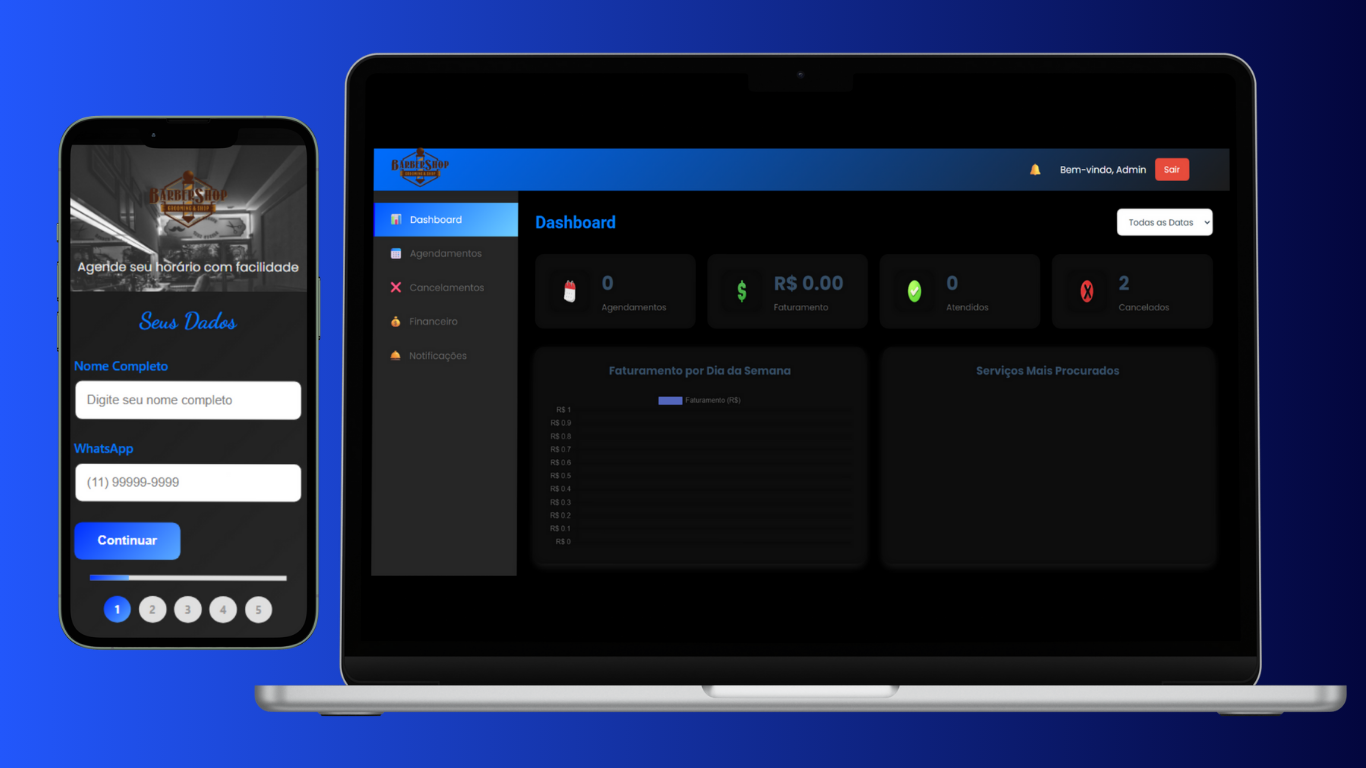 BARBERSHOP
GROOMING & SHOP
Agende seu horário com facilidade
Seus Dados
Nome Completo
Digite seu nome completo
WhatsApp
(11) 99999-9999
Continuar
1 2 3 4 5
BARBERSHOP
GROOMING & SHOP
Bem-vindo, Admin
Sair
Dashboard
Agendamentos
Cancelamentos
Financeiro
Notificações
Dashboard
Todas as Datas
0
Agendamentos
R$ 0.00
Faturamento
0
Atendidos
2
Cancelados
Faturamento por Dia da Semana
Faturamento (R$)
R$ 1
R$ 0.9
R$ 0.8
R$ 0.7
R$ 0.6
R$ 0.5
R$ 0.4
R$ 0.3
R$ 0.2
R$ 0.1
R$ 0
Serviços Mais Procurados